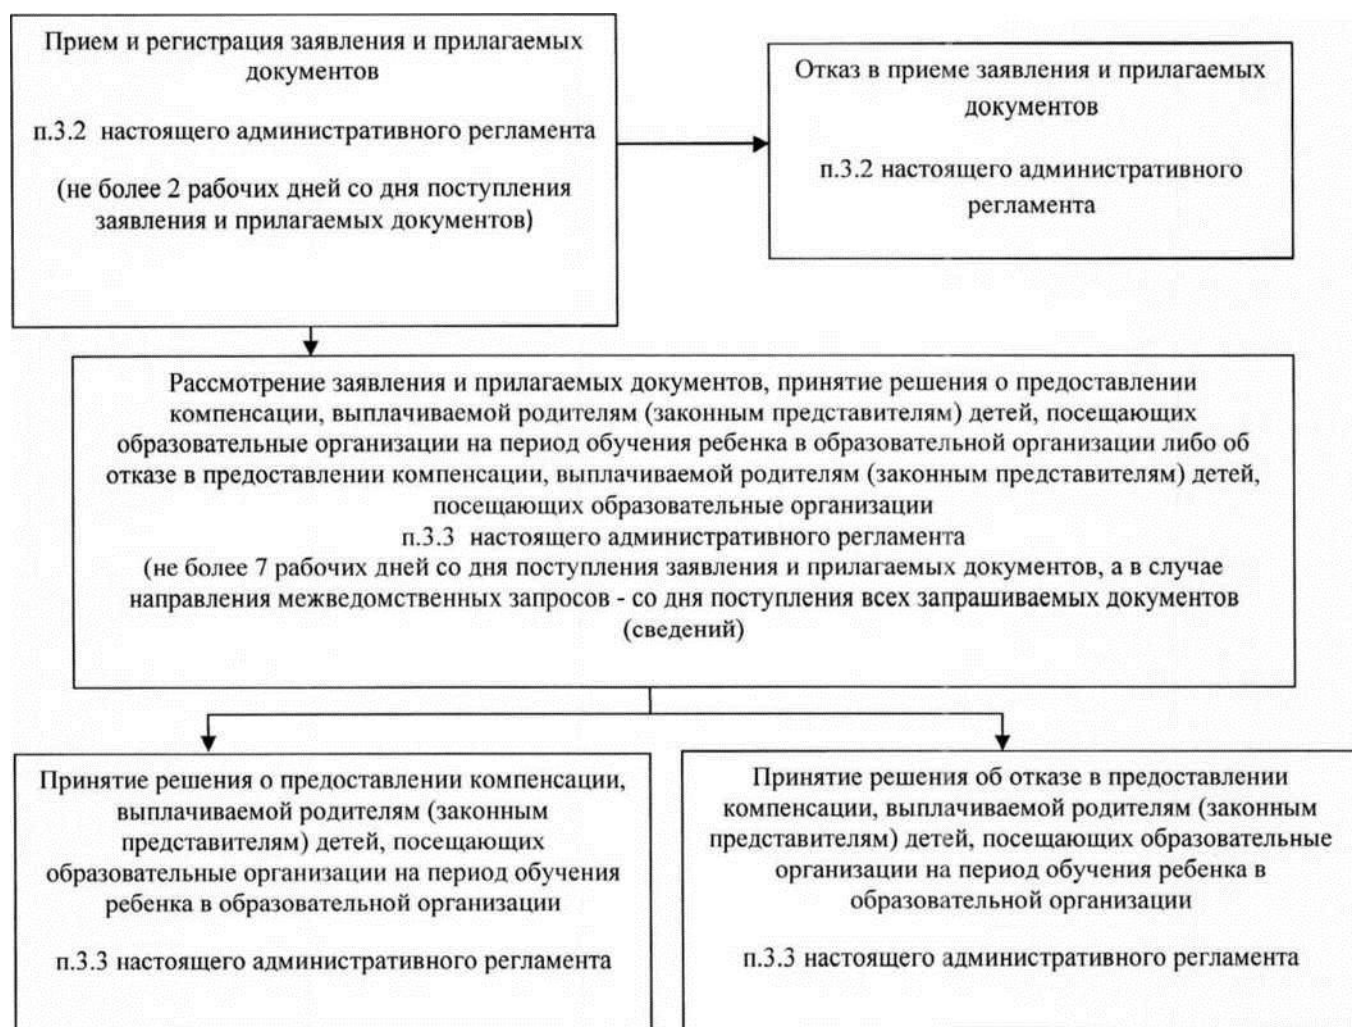 Прием и регистрация заявления и прилагаемых
документов
п.3.2 настоящего административного регламента
(не более 2 рабочих дней со дня поступления
заявления и прилагаемых документов)
Отказ в приеме заявления и прилагаемых
документов
п.3.2 настоящего административного
регламента
Рассмотрение заявления и прилагаемых документов, принятие решения о предоставлении
компенсации, выплачиваемой родителям (законным представителям) детей, посещающих
образовательные организации на период обучения ребенка в образовательной организации либо об
отказе в предоставлении компенсации, выплачиваемой родителям (законным представителям) детей,
посещающих образовательные организации
п.3.3 настоящего административного регламента
(не более 7 рабочих дней со дня поступления заявления и прилагаемых документов, а в случае
направления межведомственных запросов - со дня поступления всех запрашиваемых документов
(сведений)
Принятие решения о предоставлении компенсации,
выплачиваемой родителям (законным
представителям) детей, посещающих
образовательные организации на период обучения
ребенка в образовательной организации
п.3.3 настоящего административного регламента
Принятие решения об отказе в предоставлении
компенсации, выплачиваемой родителям (законным
представителям) детей, посещающих образовательные
организации на период обучения ребенка в
образовательной организации
п.3.3 настоящего административного регламента